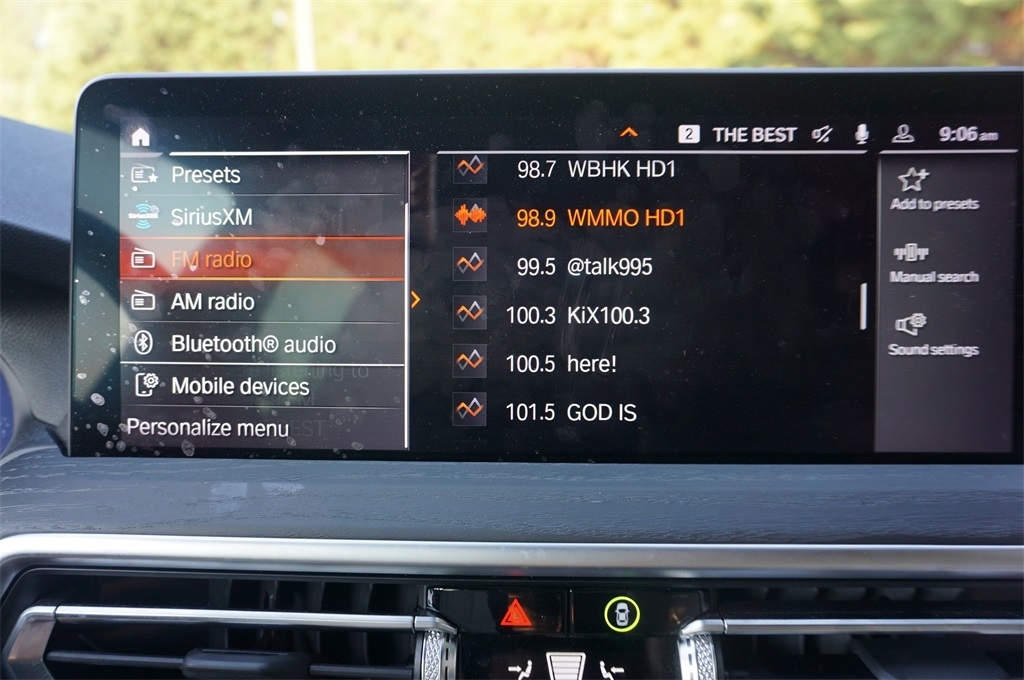 2 THE BEST 9:06 am
Presets
SiriusXM
FM radio
AM radio
Bluetooth® audio
Mobile devices
Personalize menu
98.7 WBHK HD1
98.9 WMMO HD1
99.5 @talk995
100.3 KiX100.3
100.5 here!
101.5 GOD IS
Add to presets
Manual search
Sound settings